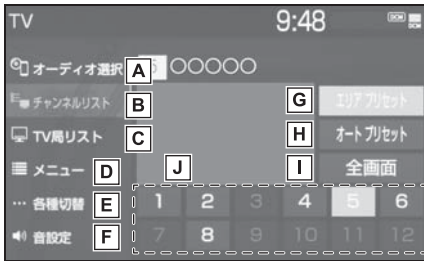 TV 9:48 DCM
オーディオ選択 A 5 〇〇〇〇〇
チャンネルリスト B G エリア プリセット
TV局リスト C H オート プリセット
メニュー D J I 全画面
… 各種切替 E 1 2 3 4 5 6
音設定 F 7 8 9 10 11 12